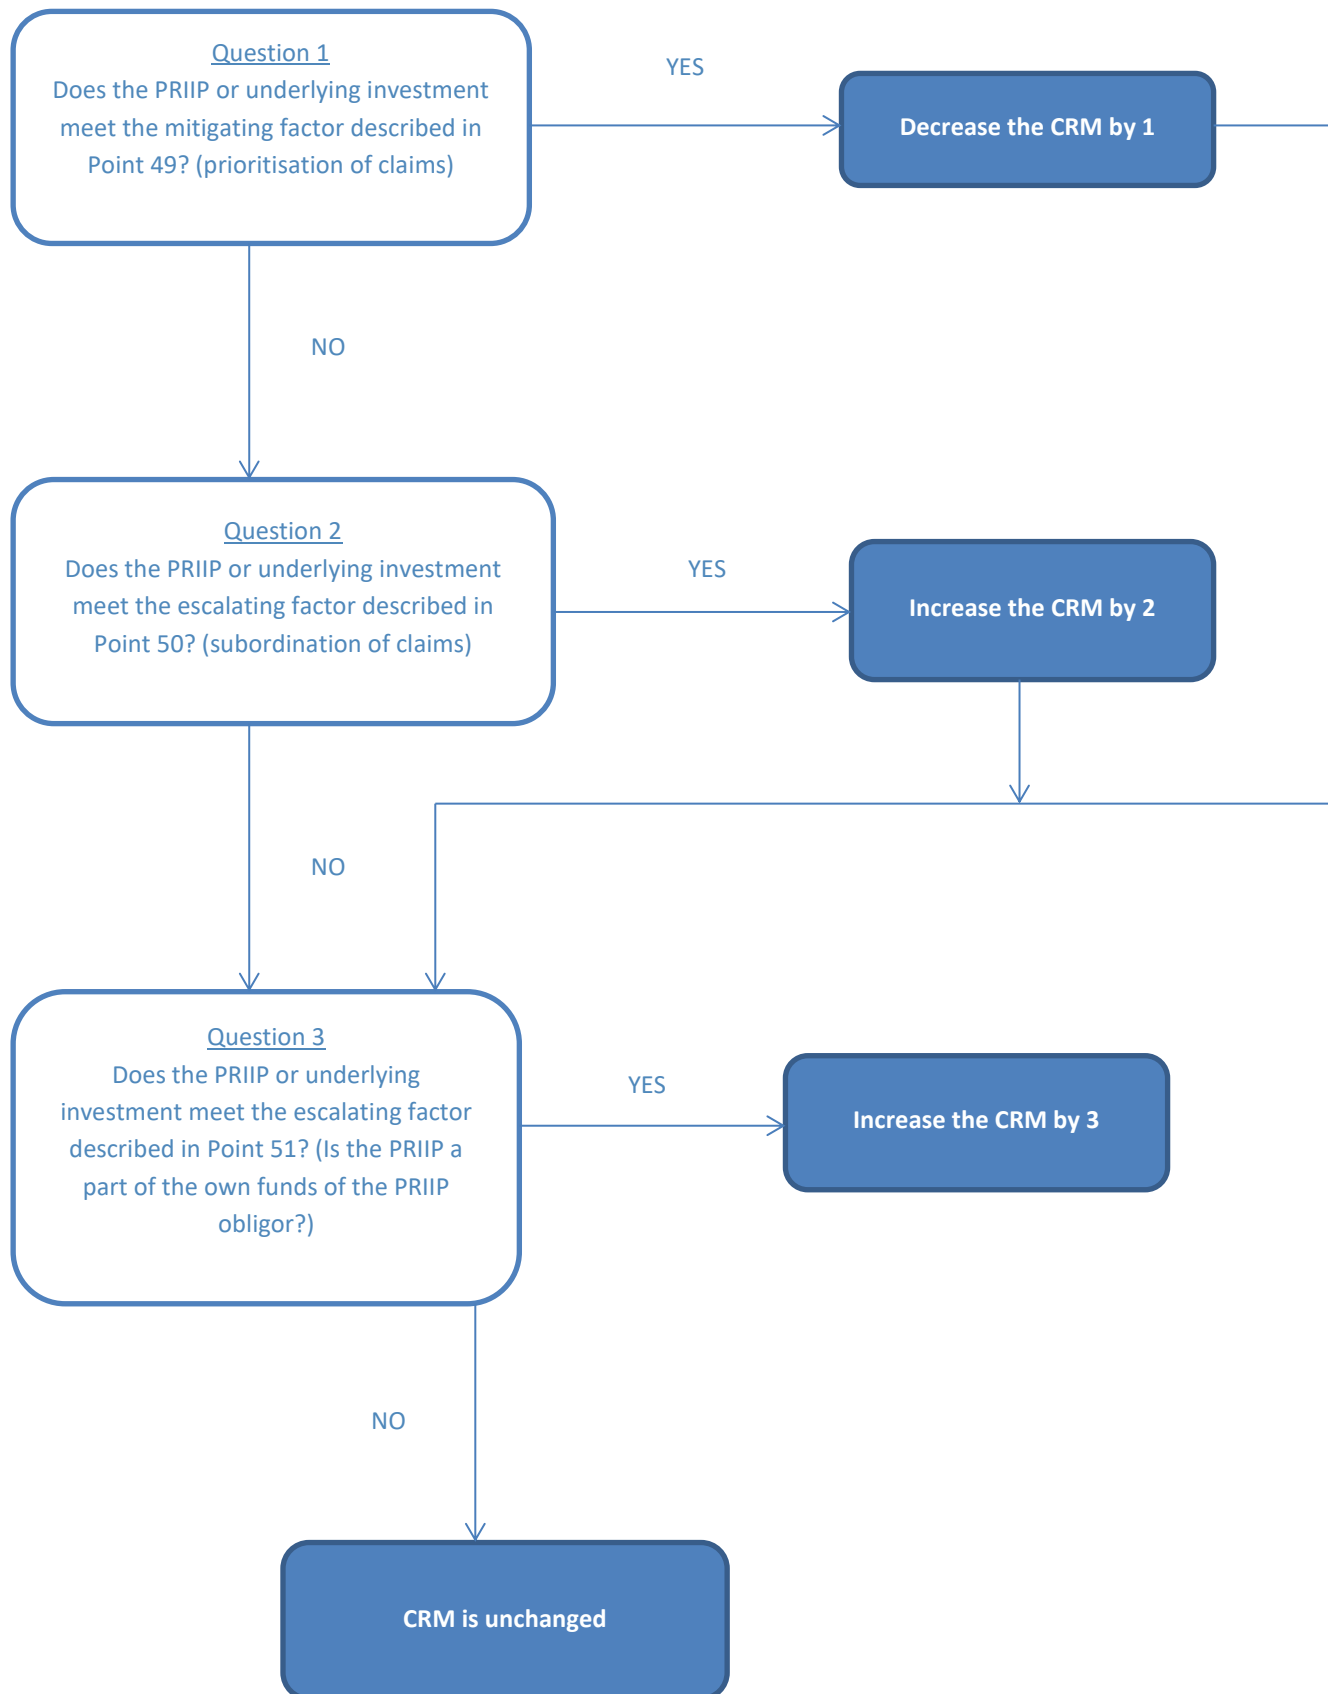 Question 1
Does the PRIIP or underlying investment
meet the mitigating factor described in
Point 49? (prioritisation of claims)
YES
Decrease the CRM by 1
NO
Question 2
Does the PRIIP or underlying investment
meet the escalating factor described in
Point 50? (subordination of claims)
YES
Increase the CRM by 2
NO
Question 3
Does the PRIIP or underlying
investment meet the escalating factor
described in Point 51? (Is the PRIIP a
part of the own funds of the PRIIP
obligor?)
YES
Increase the CRM by 3
NO
CRM is unchanged